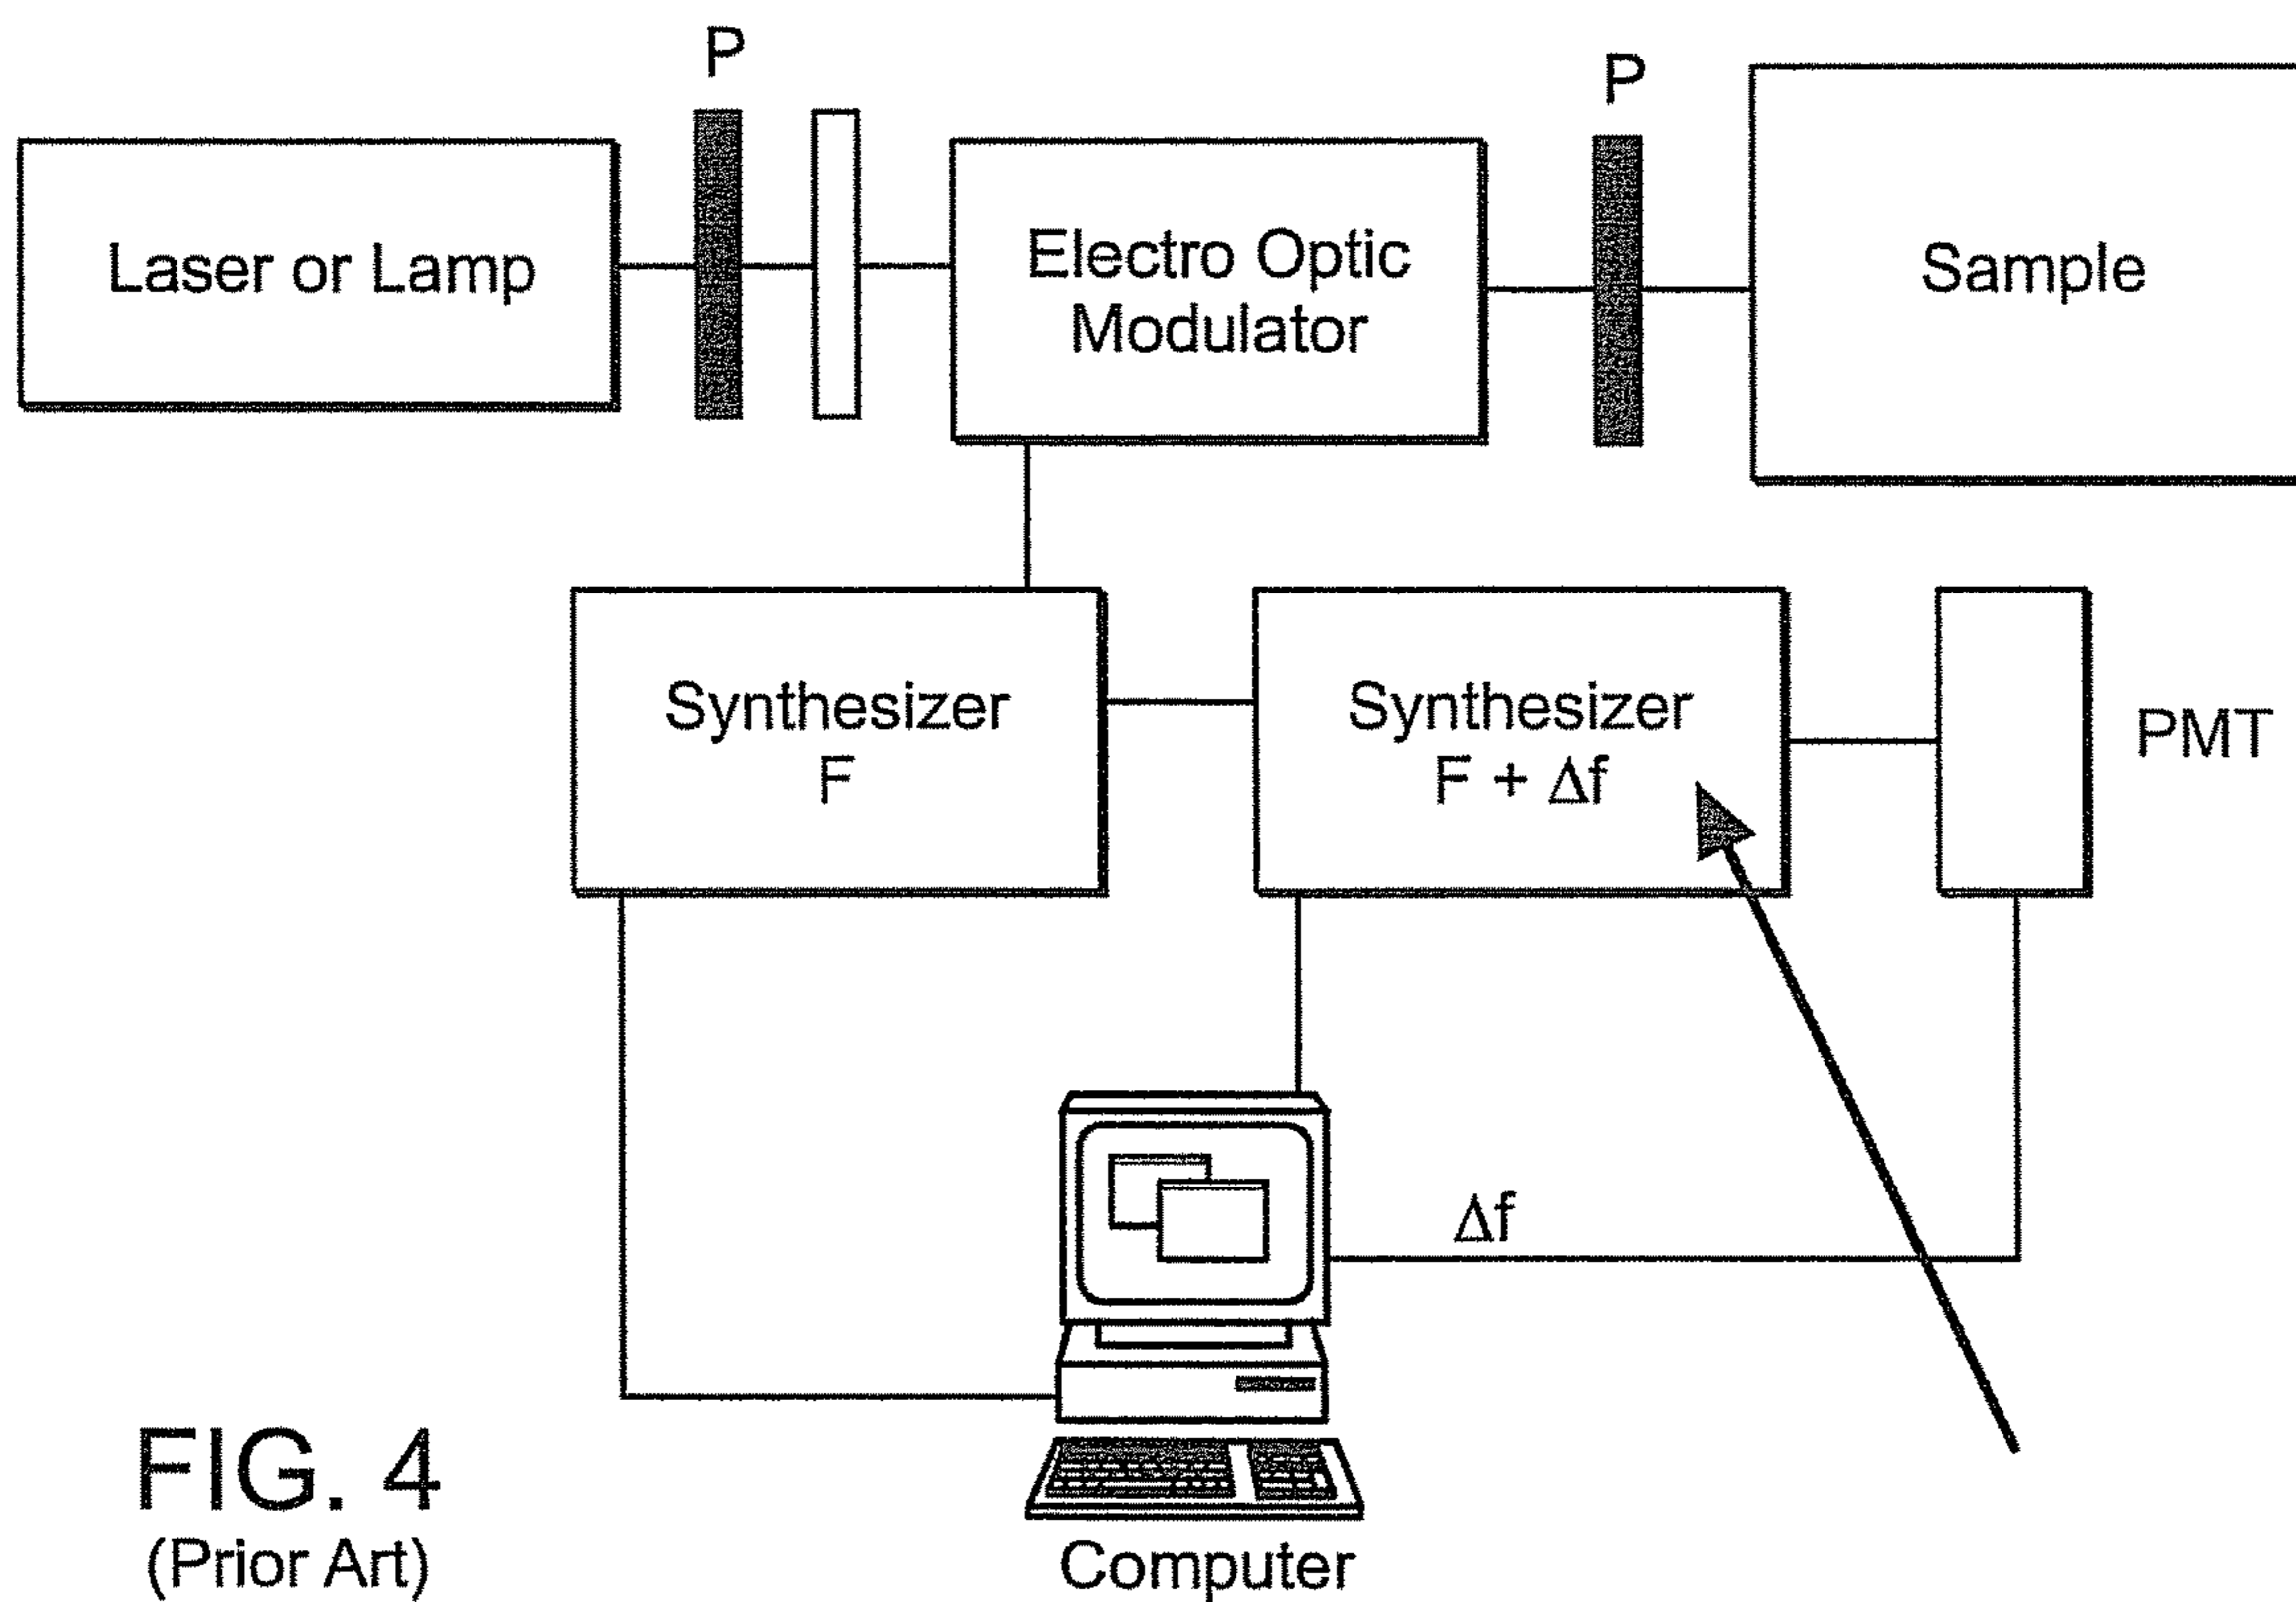 P
P
Laser or Lamp
Electro Optic
Modulator
Sample
Synthesizer
F
Synthesizer
F + Δf
PMT
Δf
FIG. 4
(Prior Art)
Computer